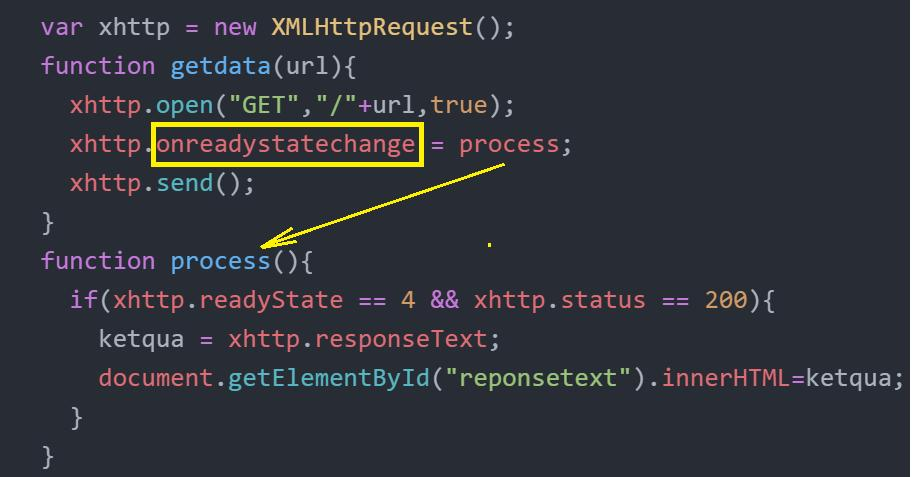 var xhttp = new XMLHttpRequest();
function getdata(url){
  xhttp.open("GET","/"+url,true);
  xhttp.onreadystatechange = process;
  xhttp.send();
}
function process(){
  if(xhttp.readyState == 4 && xhttp.status == 200){
    ketqua = xhttp.responseText;
    document.getElementById("reponsetext").innerHTML=ketqua;
  }
}